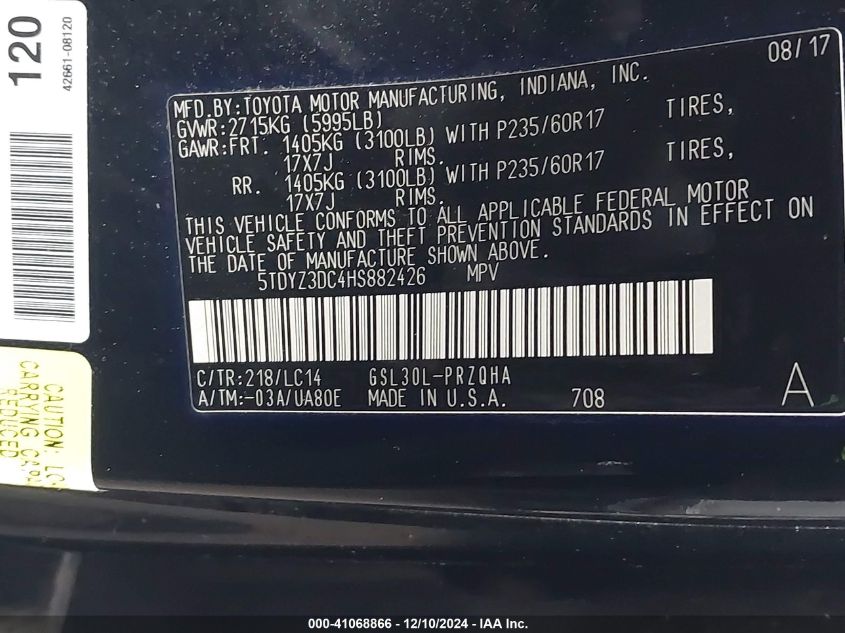 120
42661-08120
08/17
MFD.BY:TOYOTA MOTOR MANUFACTURING, INDIANA, INC.
GVWR:2715KG (5995LB)
GAWR:FRT. 1405KG (3100LB) WITH P235/60R17 TIRES,
17X7J RIMS.
RR. 1405KG (3100LB) WITH P235/60R17 TIRES,
17X7J RIMS.
THIS VEHICLE CONFORMS TO ALL APPLICABLE FEDERAL MOTOR
VEHICLE SAFETY AND THEFT PREVENTION STANDARDS IN EFFECT ON
THE DATE OF MANUFACTURE SHOWN ABOVE.
5TDYZ3DC4HS882426 MPV
C/TR:218/LC14 GSL30L-PRZQHA
A/TM:-03A/UA80E MADE IN U.S.A. 708 A
CAUTION:
CARRYING
REDUCED
000-41068866 - 12/10/2024 - IAA Inc.